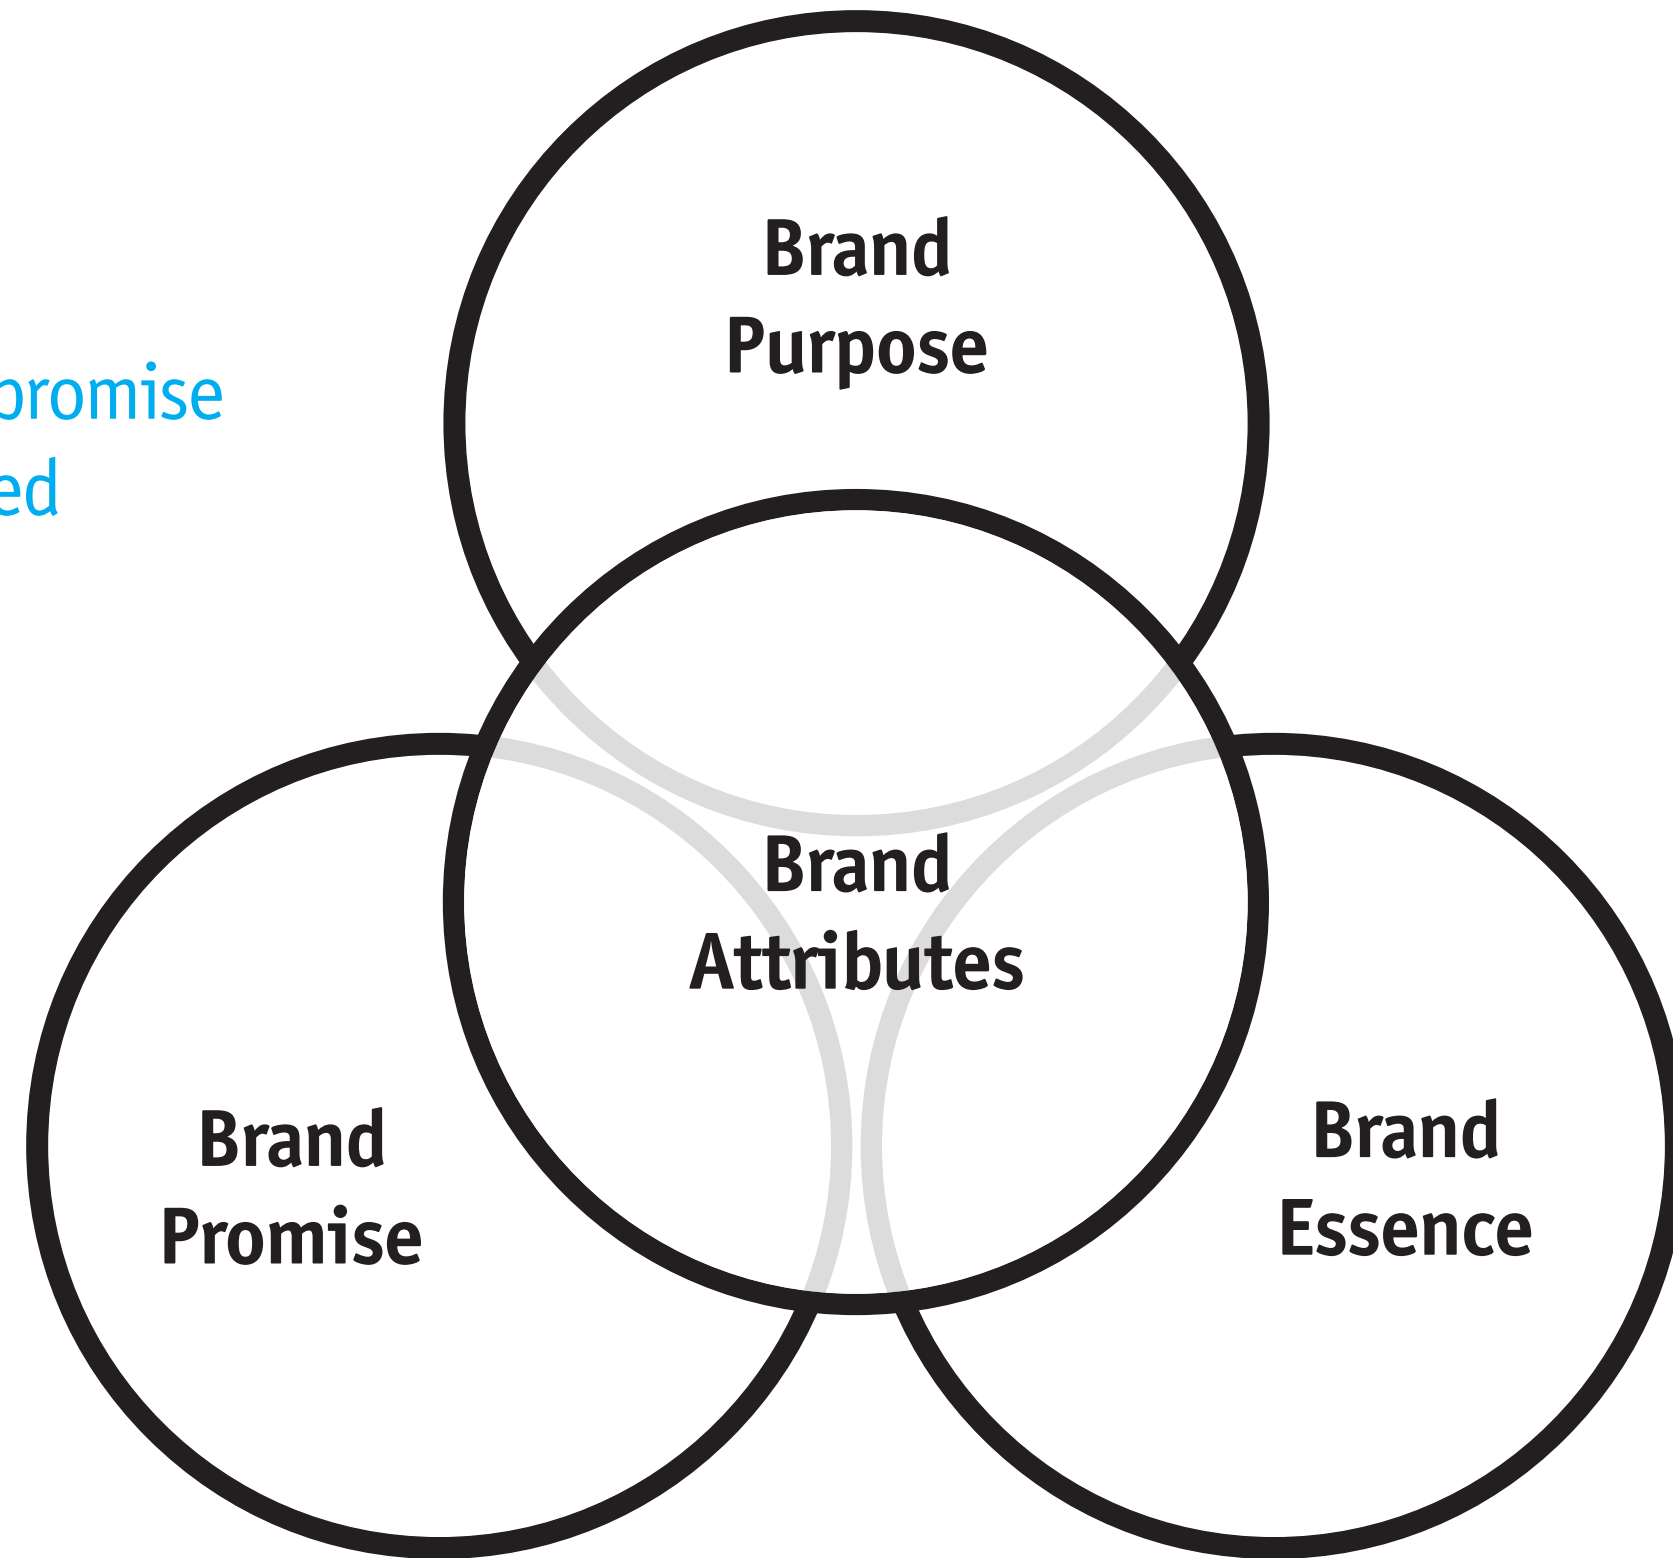 Brand
Purpose
promise
ed
Brand
Attributes
Brand
Promise
Brand
Essence